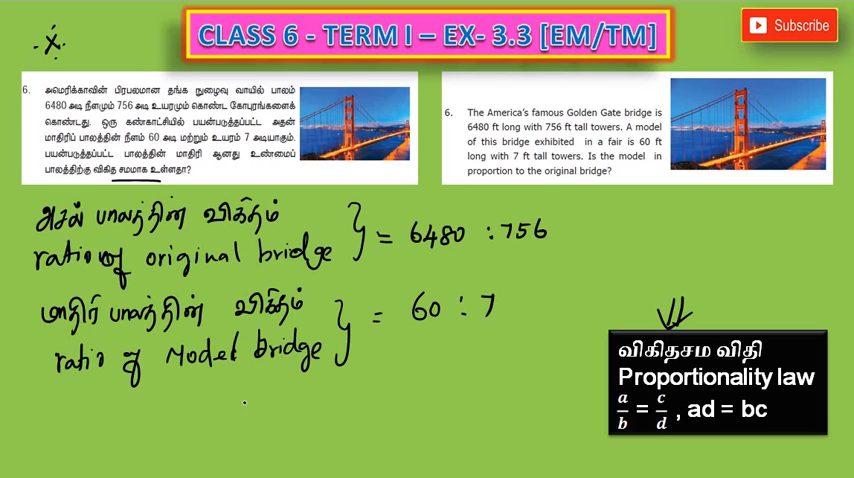 CLASS 6 - TERM I – EX- 3.3 [EM/TM]
Subscribe
6. அமெரிக்காவின் பிரபலமான தங்க நுழைவு வாயில் பாலம்
6480 அடி நீளமும் 756 அடி உயரமும் கொண்ட கோபுரங்களைக்
கொண்டது. ஒரு கண்காட்சியில் பயன்படுத்தப்பட்ட அதன்
மாதிரிப் பாலத்தின் நீளம் 60 அடி மற்றும் உயரம் 7 அடியாகும்.
பயன்படுத்தப்பட்ட பாலத்தின் மாதிரி ஆனது உண்மைப்
பாலத்திற்கு விகித சமமாக உள்ளதா?
6. The America's famous Golden Gate bridge is
6480 ft long with 756 ft tall towers. A model
of this bridge exhibited in a fair is 60 ft
long with 7 ft tall towers. Is the model in
proportion to the original bridge?
அசல் பாலத்தின் விகிதம்
ratio of original bridge } = 6480 : 756
மாதிரி பாலத்தின் விகிதம்
ratio of Model bridge } = 60 : 7
விகிதசம விதி
Proportionality law
a/b = c/d , ad = bc